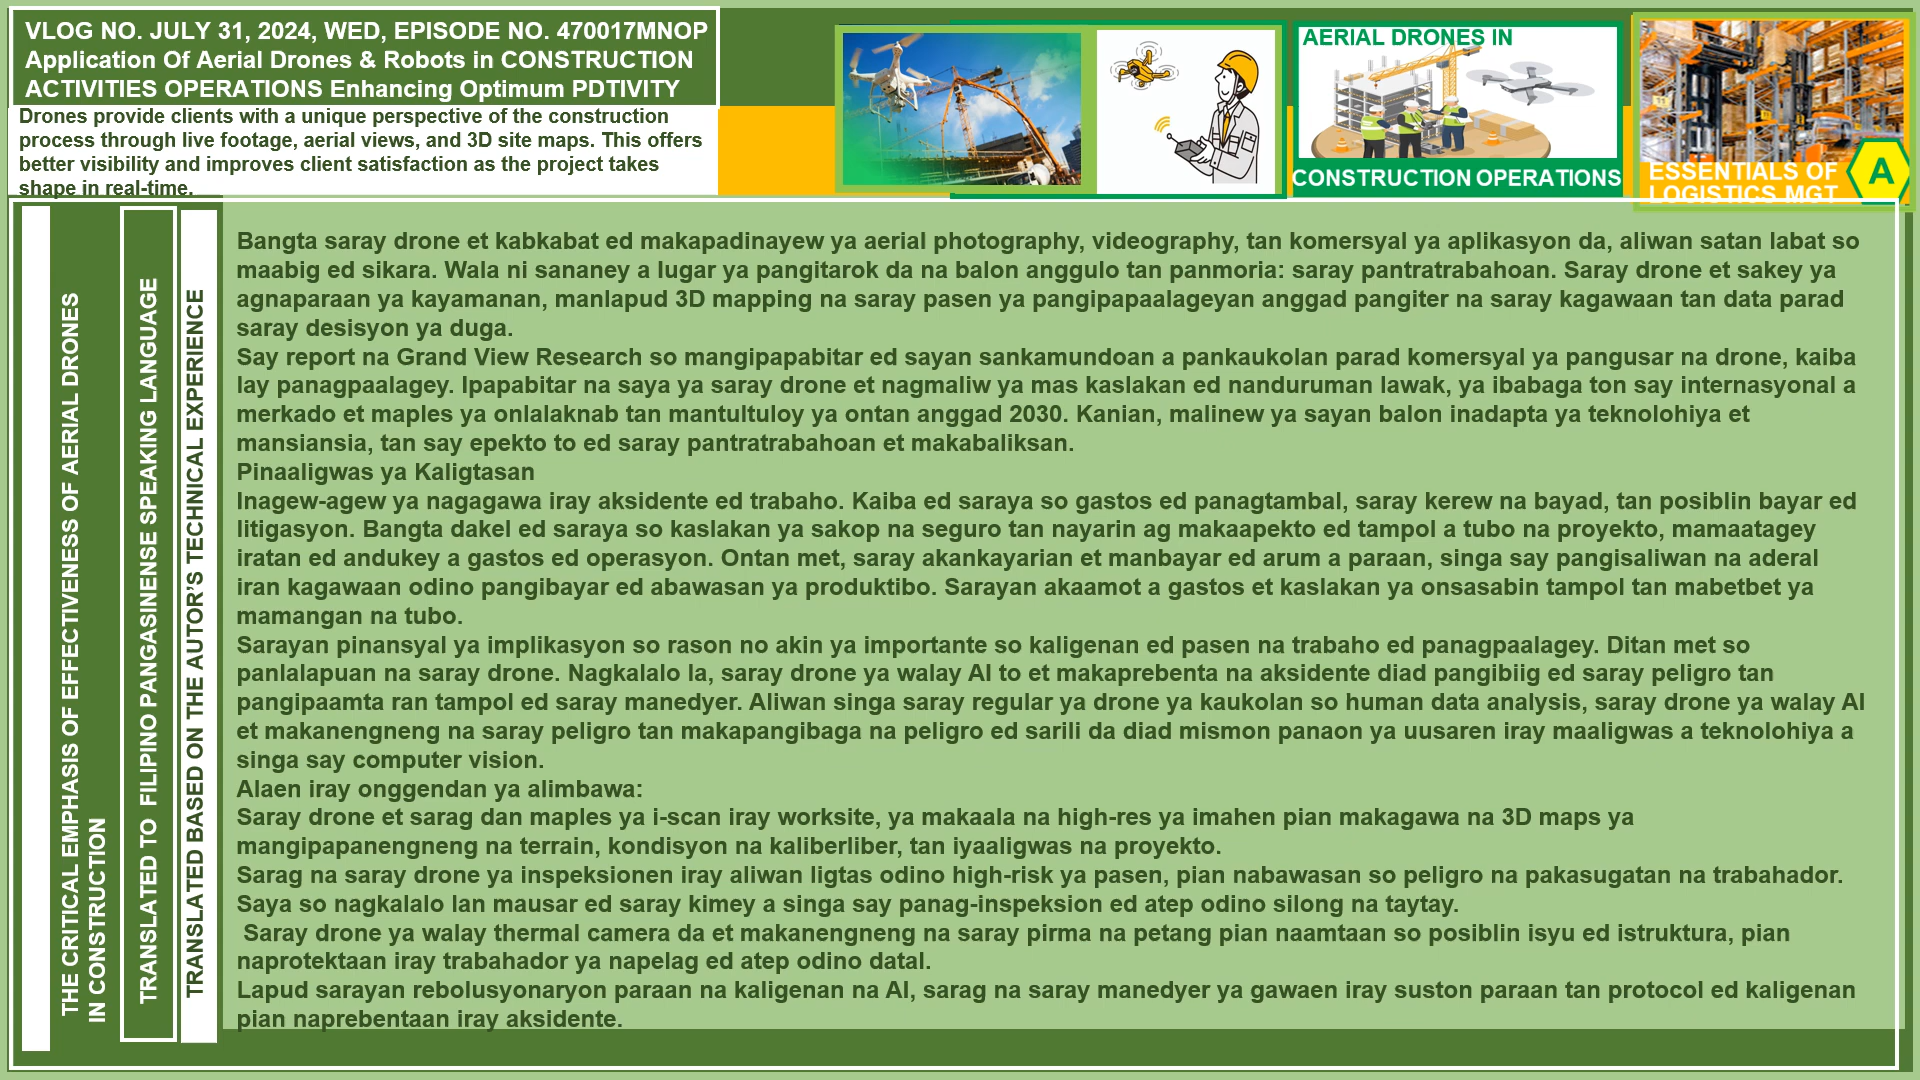 VLOG NO. JULY 31, 2024, WED, EPISODE NO. 470017MNOP
Application Of Aerial Drones & Robots in CONSTRUCTION
ACTIVITIES OPERATIONS Enhancing Optimum PDTIVITY
Drones provide clients with a unique perspective of the construction
process through live footage, aerial views, and 3D site maps. This offers
better visibility and improves client satisfaction as the project takes
shape in real-time.
AERIAL DRONES IN
CONSTRUCTION OPERATIONS
ESSENTIALS OF
LOGISTICS MGT
A
THE CRITICAL EMPHASIS OF EFFECTIVENESS OF AERIAL DRONES
IN CONSTRUCTION
TRANSLATED TO FILIPINO PANGASINENSE SPEAKING LANGUAGE
TRANSLATED BASED ON THE AUTOR'S TECHNICAL EXPERIENCE
Bangta saray drone et kabkabat ed makapadinayew ya aerial photography, videography, tan komersyal ya aplikasyon da, aliwan satan labat so
maabig ed sikara. Wala ni sananey a lugar ya pangitarok da na balon anggulo tan panmoria: saray pantratrabahoan. Saray drone et sakey ya
agnaparaan ya kayamanan, manlapud 3D mapping na saray pasen ya pangipapaalageyan anggad pangiter na saray kagawaan tan data parad
saray desisyon ya duga.
Say report na Grand View Research so mangipapabitar ed sayan sankamundoan a pankaukolan parad komersyal ya pangusar na drone, kaiba
lay panagpaalagey. Ipapabitar na saya ya saray drone et nagmaliw ya mas kaslakan ed nanduruman lawak, ya ibabaga ton say internasyonal a
merkado et maples ya onlalaknab tan mantultuloy ya ontan anggad 2030. Kanian, malinew ya sayan balon inadapta ya teknolohiya et
mansiansia, tan say epekto to ed saray pantratrabahoan et makabaliksan.
Pinaaligwas ya Kaligtasan
Inagew-agew ya nagagawa iray aksidente ed trabaho. Kaiba ed saraya so gastos ed panagtambal, saray kerew na bayad, tan posiblin bayar ed
litigasyon. Bangta dakel ed saraya so kaslakan ya sakop na seguro tan nayarin ag makaapekto ed tampol a tubo na proyekto, mamaatagey
iratan ed andukey a gastos ed operasyon. Ontan met, saray akankayarian et manbayar ed arum a paraan, singa say pangisaliwan na aderal
iran kagawaan odino pangibayar ed abawasan ya produktibo. Sarayan akaamot a gastos et kaslakan ya onsasabin tampol tan mabetbet ya
mamangan na tubo.
Sarayan pinansyal ya implikasyon so rason no akin ya importante so kaligenan ed pasen na trabaho ed panagpaalagey. Ditan met so
panlalapuan na saray drone. Nagkalalo la, saray drone ya walay AI to et makaprebenta na aksidente diad pangibiig ed saray peligro tan
pangipaamta ran tampol ed saray manedyer. Aliwan singa saray regular ya drone ya kaukolan so human data analysis, saray drone ya walay AI
et makanengneng na saray peligro tan makapangibaga na peligro ed sarili da diad mismon panaon ya uusaren iray maaligwas a teknolohiya a
singa say computer vision.
Alaen iray onggendan ya alimbawa:
Saray drone et sarag dan maples ya i-scan iray worksite, ya makaala na high-res ya imahen pian makagawa na 3D maps ya
mangipapanengneng na terrain, kondisyon na kaliberliber, tan iyaaligwas na proyekto.
Sarag na saray drone ya inspeksionen iray aliwan ligtas odino high-risk ya pasen, pian nabawasan so peligro na pakasugatan na trabahador.
Saya so nagkalalo lan mausar ed saray kimey a singa say panag-inspeksion ed atep odino silong na taytay.
Saray drone ya walay thermal camera da et makanengneng na saray pirma na petang pian naamtaan so posiblin isyu ed istruktura, pian
naprotektaan iray trabahador ya napelag ed atep odino datal.
Lapud sarayan rebolusyonaryon paraan na kaligenan na AI, sarag na saray manedyer ya gawaen iray suston paraan tan protocol ed kaligenan
pian naprebentaan iray aksidente.